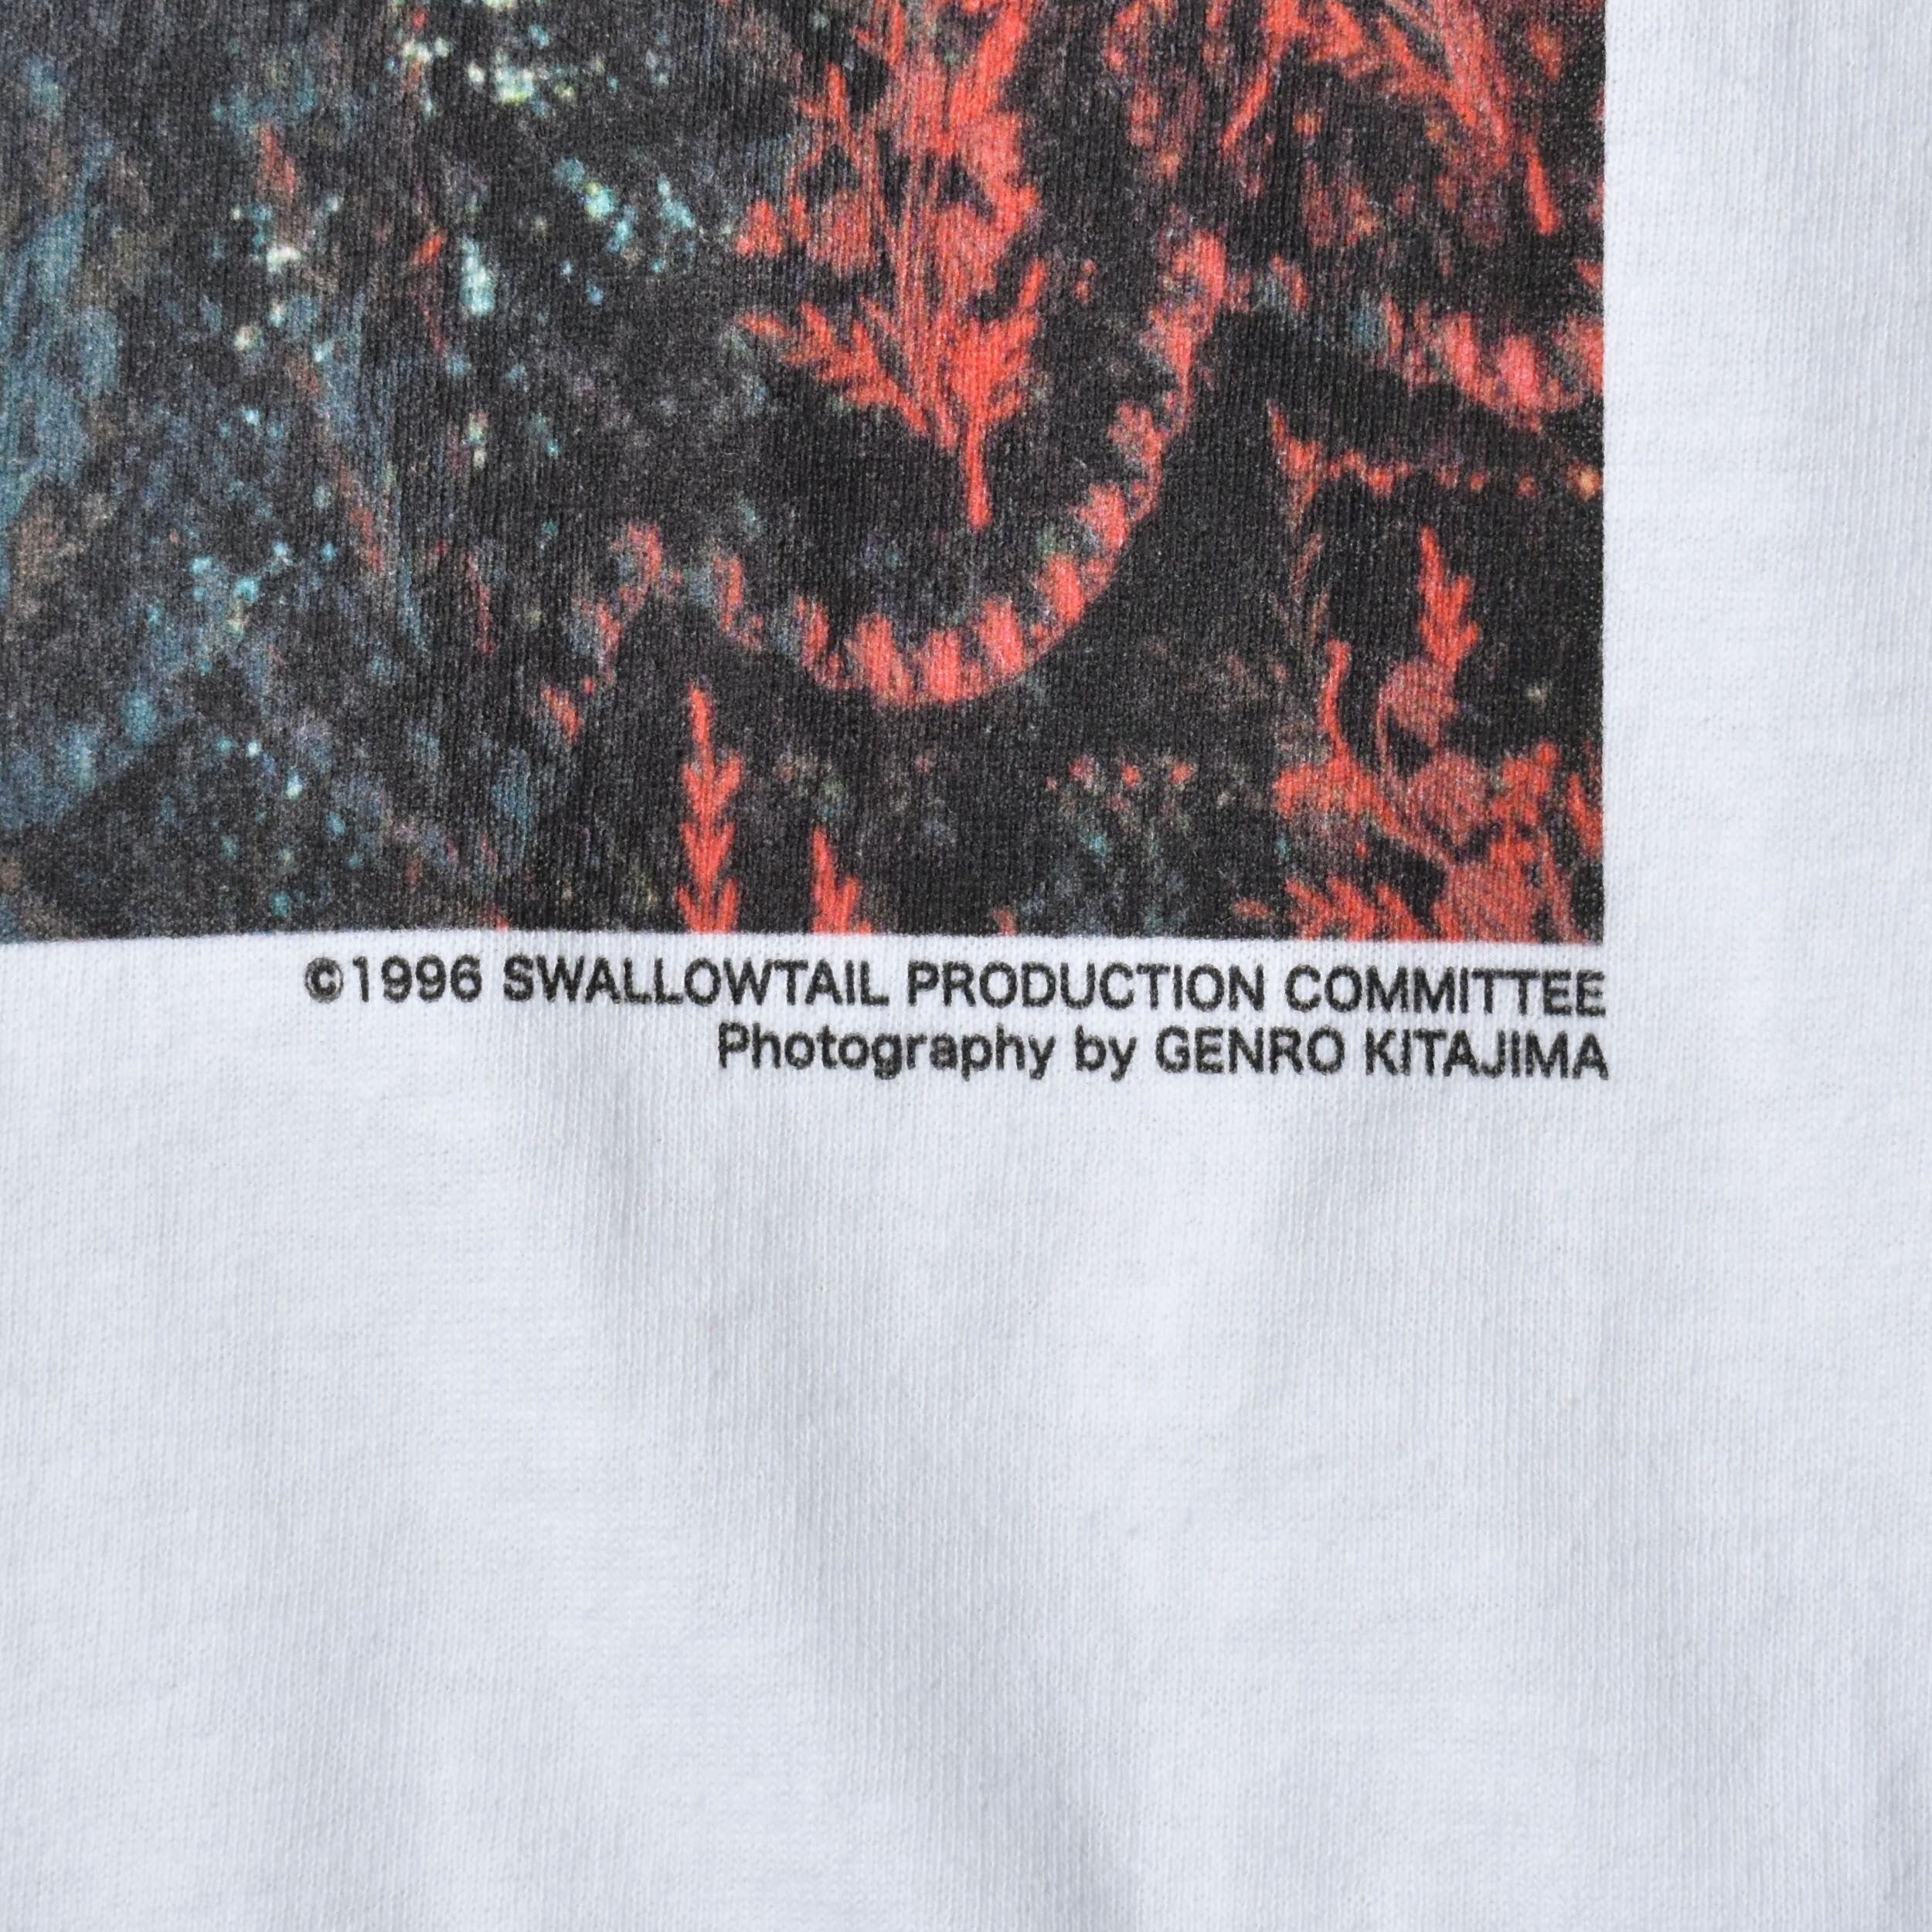 ©1996 SWALLOWTAIL PRODUCTION COMMITTEE
Photography by GENRO KITAJIMA